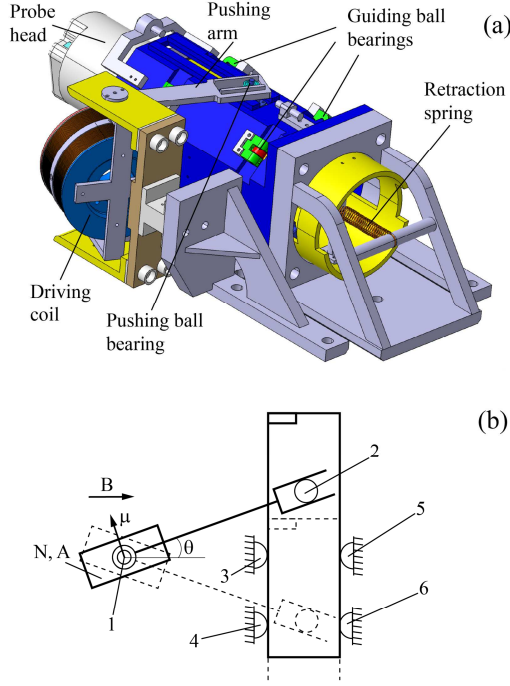 Probe
head
Pushing
arm
Guiding ball
bearings
(a)
Retraction
spring
Driving
coil
Pushing ball
bearing
(b)
B
μ
θ
N, A
1
2
3
4
5
6